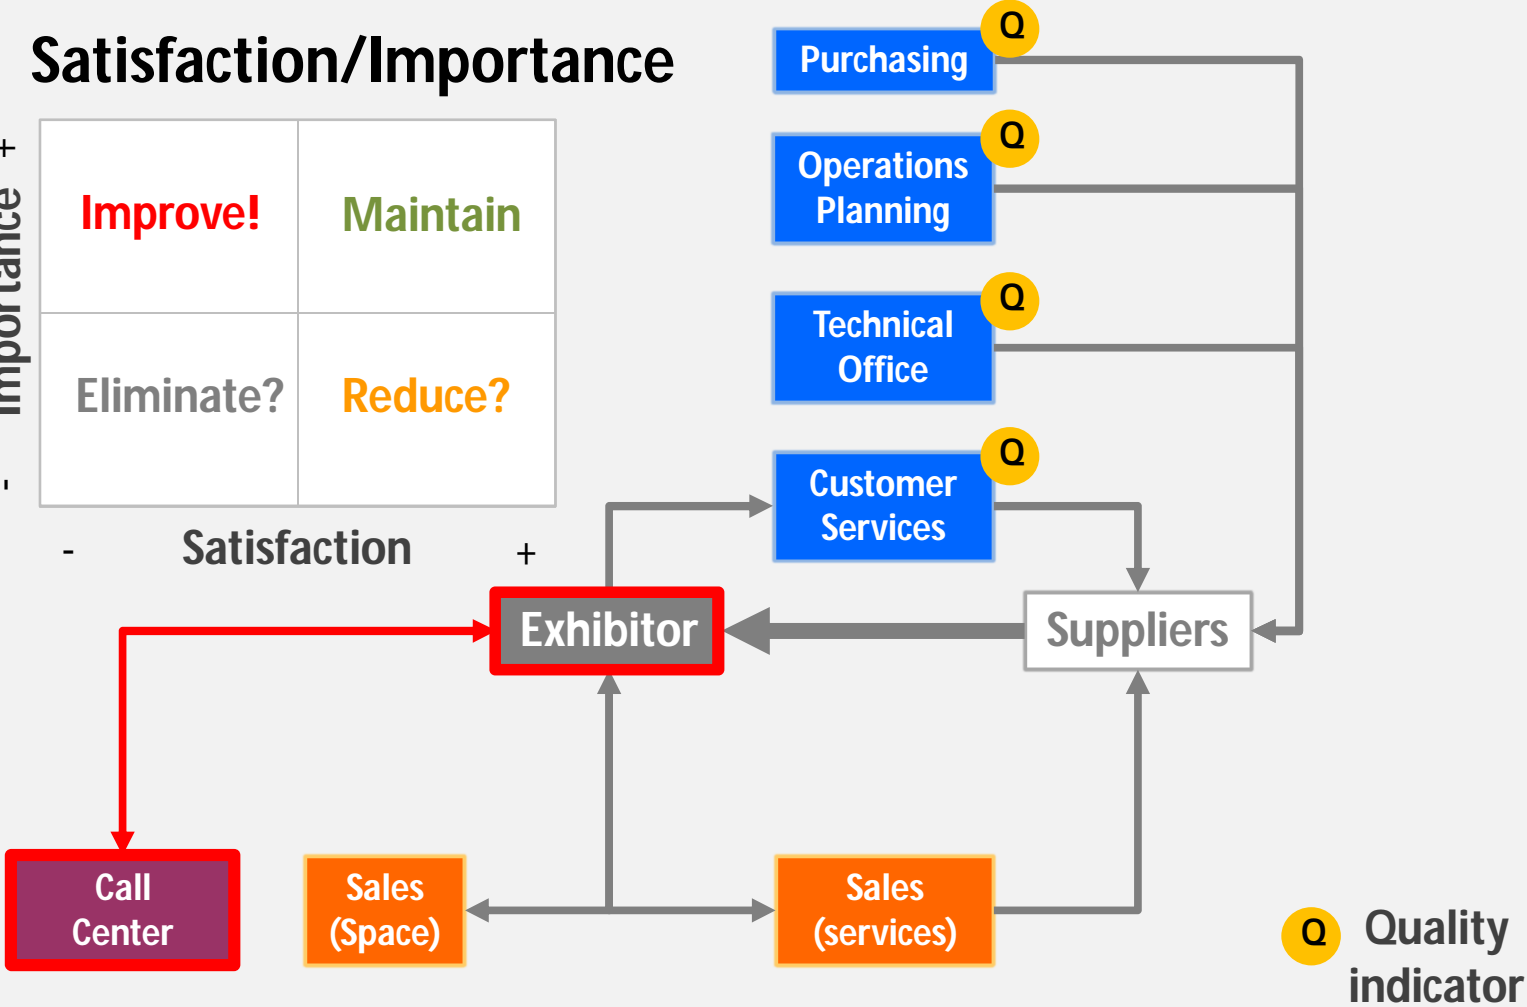 Satisfaction/Importance
Importance
+
-
Improve!
Maintain
Eliminate?
Reduce?
-
Satisfaction
+
Purchasing
Q
Operations
Planning
Q
Technical
Office
Q
Customer
Services
Q
Exhibitor
Suppliers
Call
Center
Sales
(Space)
Sales
(services)
Q
Quality
indicator